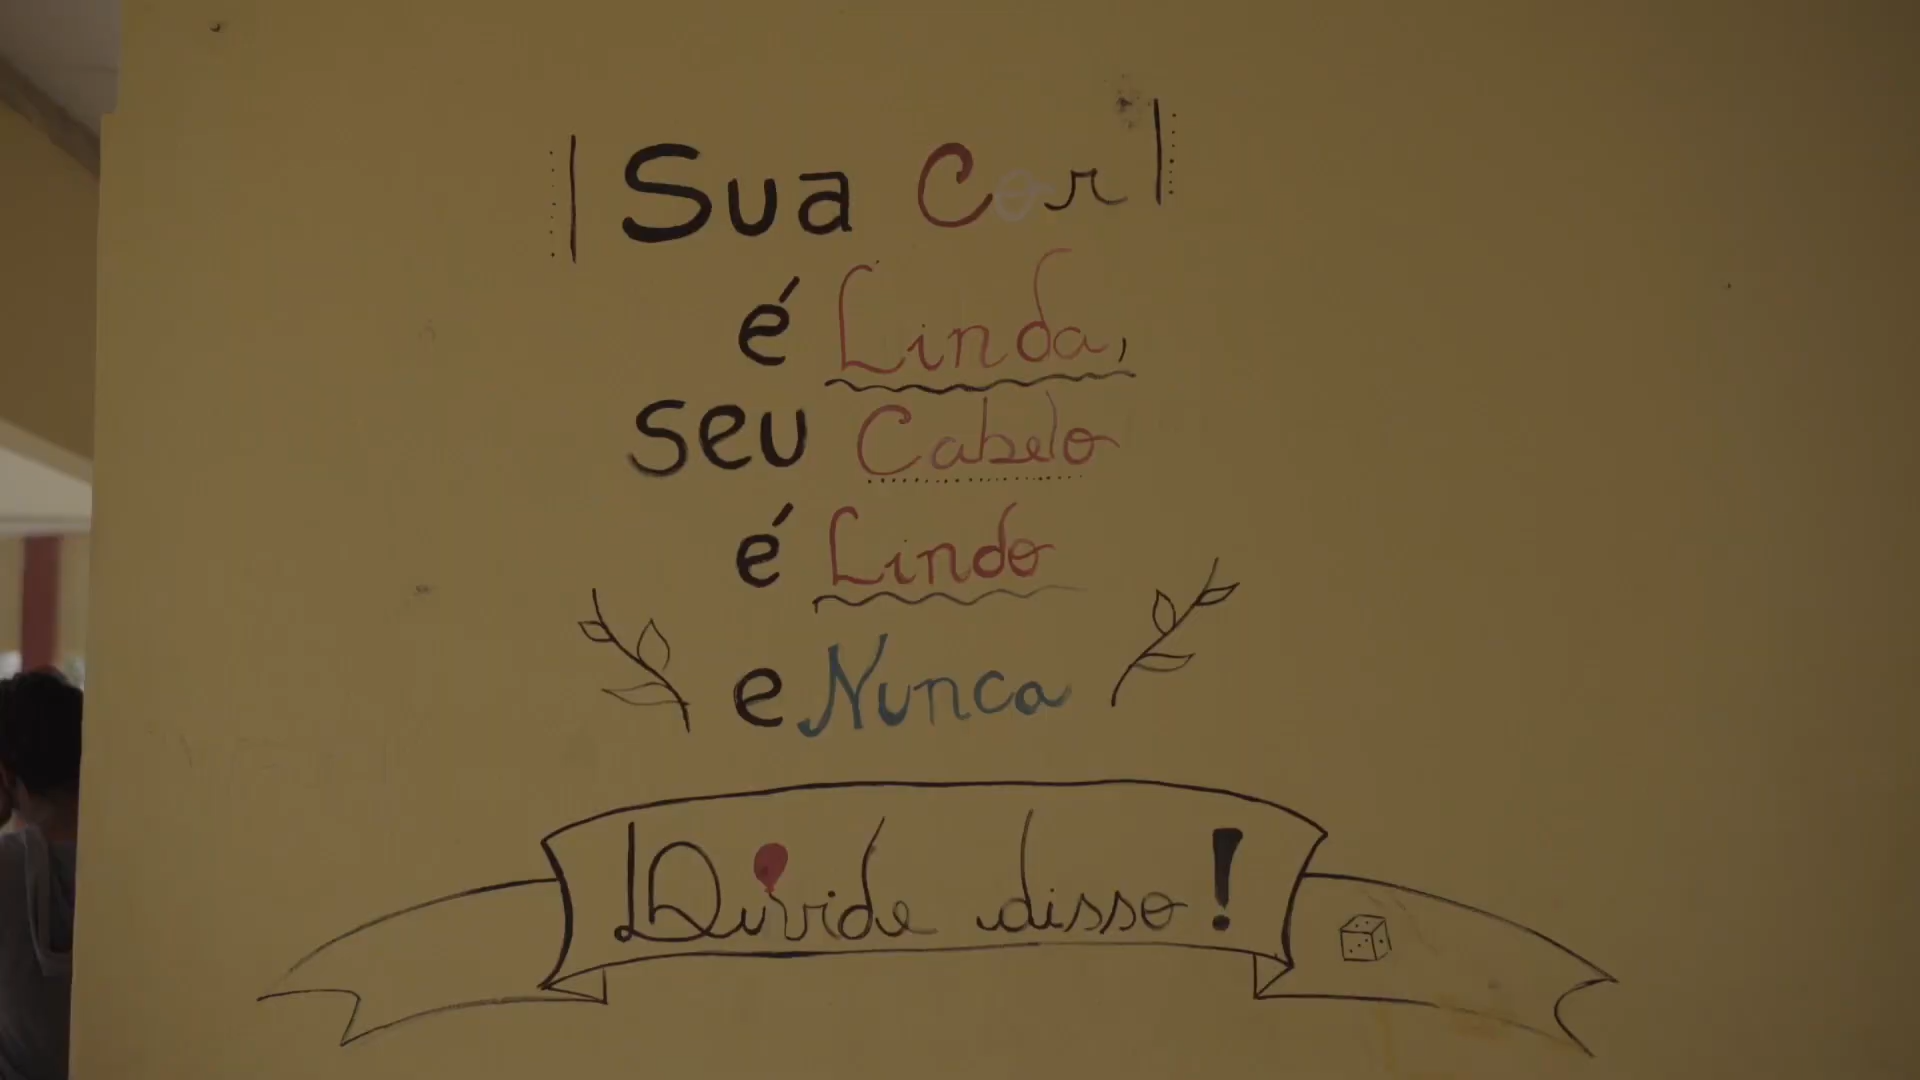 Sua Cor
é Linda,
seu Cabelo
é Lindo
e Nunca
Duvide disso!